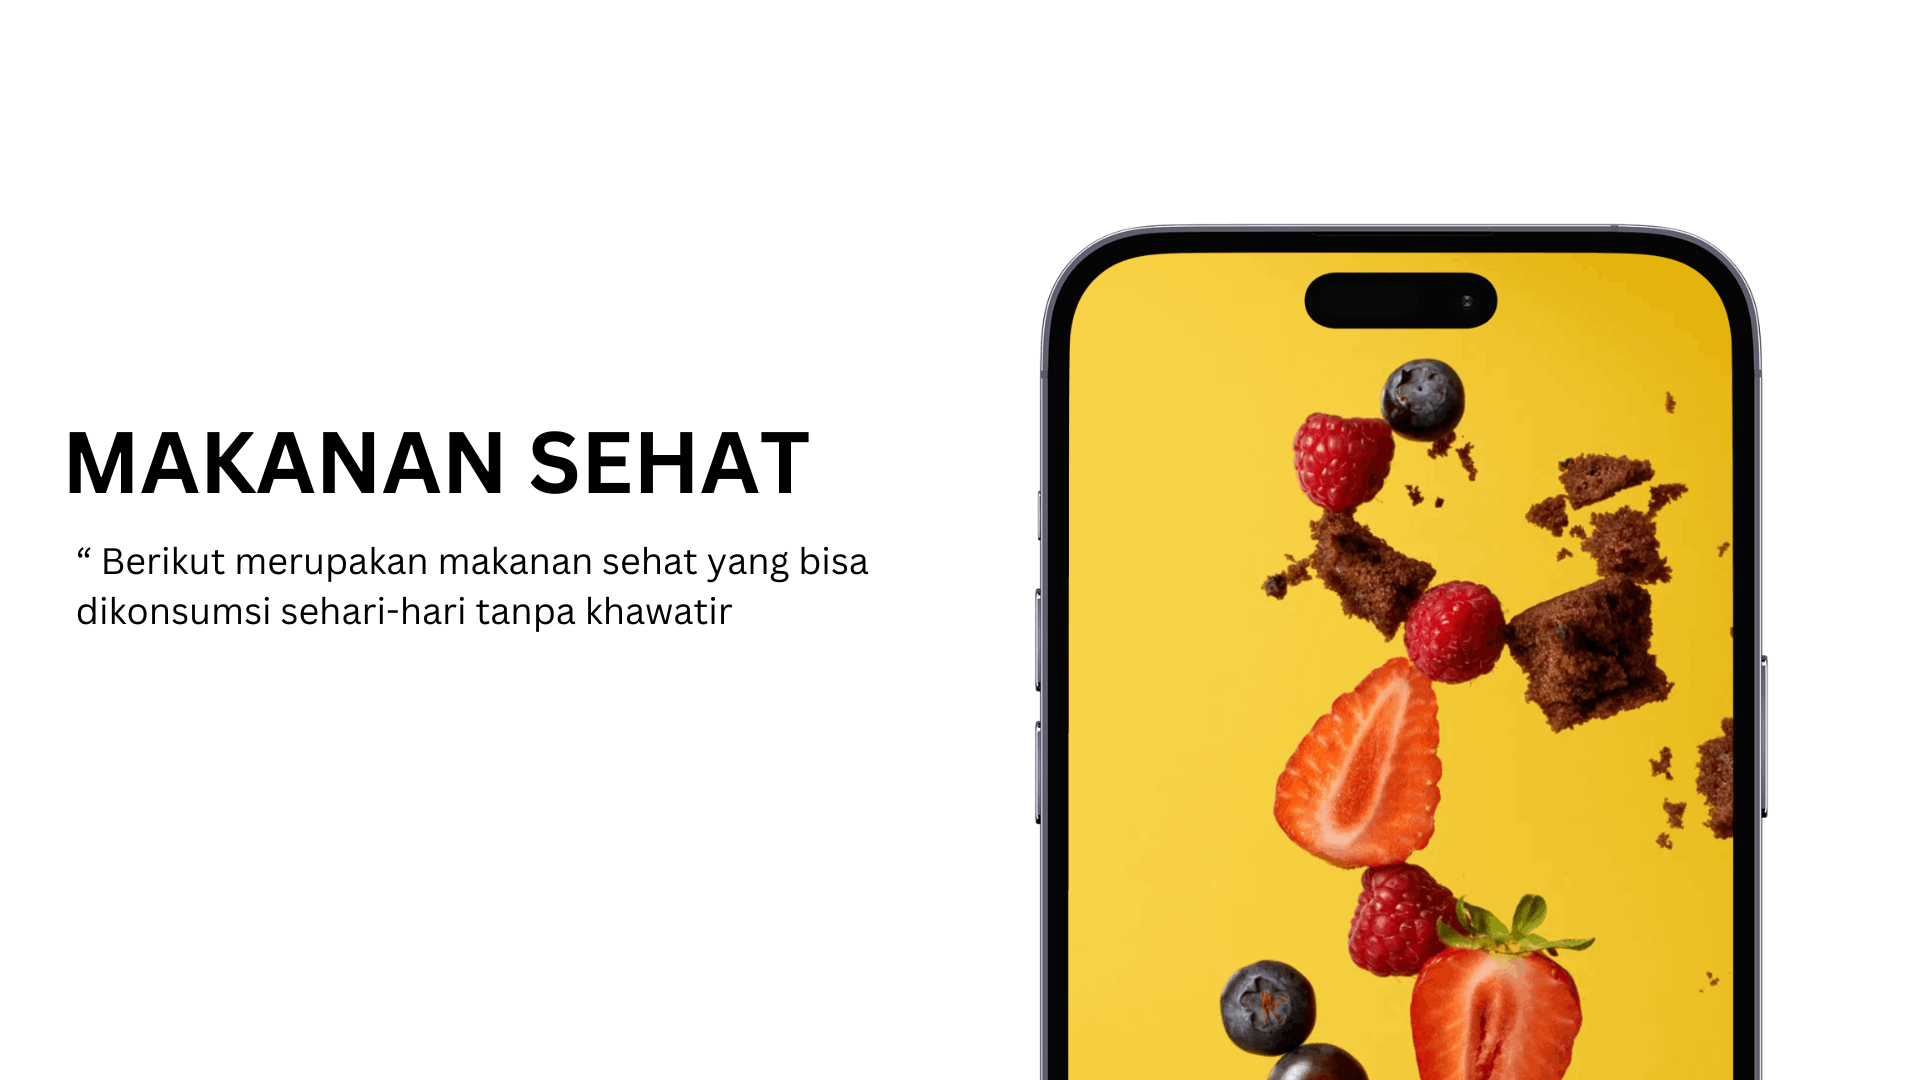 MAKANAN SEHAT
“ Berikut merupakan makanan sehat yang bisa
dikonsumsi sehari-hari tanpa khawatir